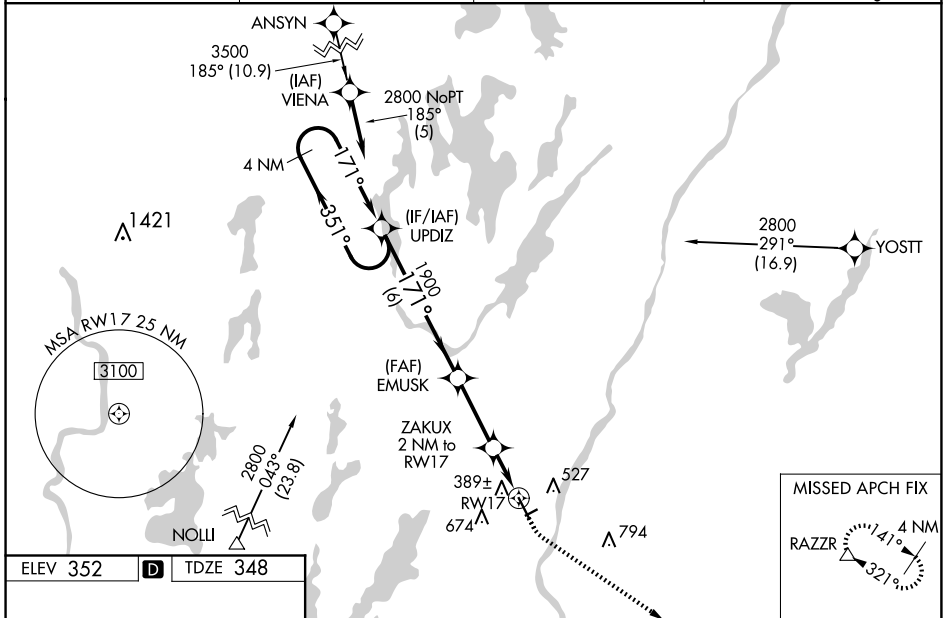 ANSYN
3500
185° (10.9)
(IAF)
VIENA
2800 NoPT
185°
(5)
4 NM
171°
351°
(IF/IAF)
UPDIZ
1421
2800
291°
(16.9)
YOSTT
1900
171°
(6)
MSA RW17 25 NM
3100
(FAF)
EMUSK
ZAKUX
2 NM to
RW17
2800
043°
(23.8)
NOLLI
389±
RW17
527
674
794
MISSED APCH FIX
4 NM
RAZZR
141°
321°
ELEV 352 D TDZE 348